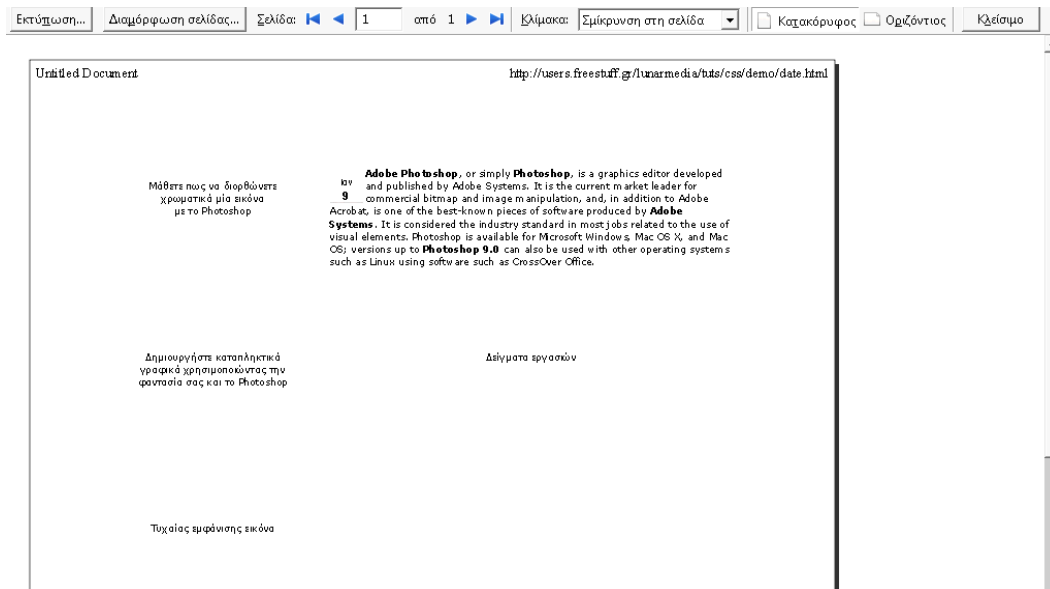 Εκτύπωση... Διαμόρφωση σελίδας... Σελίδα: 1 από 1 Κλίμακα: Σμίκρυνση στη σελίδα Κατακόρυφος Οριζόντιος Κλείσιμο
Untitled Document http://users.freestuff.gr/lunarmedia/tuts/css/demo/date.html
Μάθετε πως να διορθώνετε
χρωματικά μία εικόνα
με το Photoshop
Ιαν
9
Adobe Photoshop, or simply Photoshop, is a graphics editor developed
and published by Adobe Systems. It is the current market leader for
commercial bitmap and image manipulation, and, in addition to Adobe
Acrobat, is one of the best-known pieces of software produced by Adobe
Systems. It is considered the industry standard in most jobs related to the use of
visual elements. Photoshop is available for Microsoft Windows, Mac OS X, and Mac
OS; versions up to Photoshop 9.0 can also be used with other operating systems
such as Linux using software such as CrossOver Office.
Δημιουργήστε καταπληκτικά
γραφικά χρησιμοποιώντας την
φαντασία σας και το Photoshop
Δείγματα εργασιών
Τυχαίας εμφάνισης εικόνα